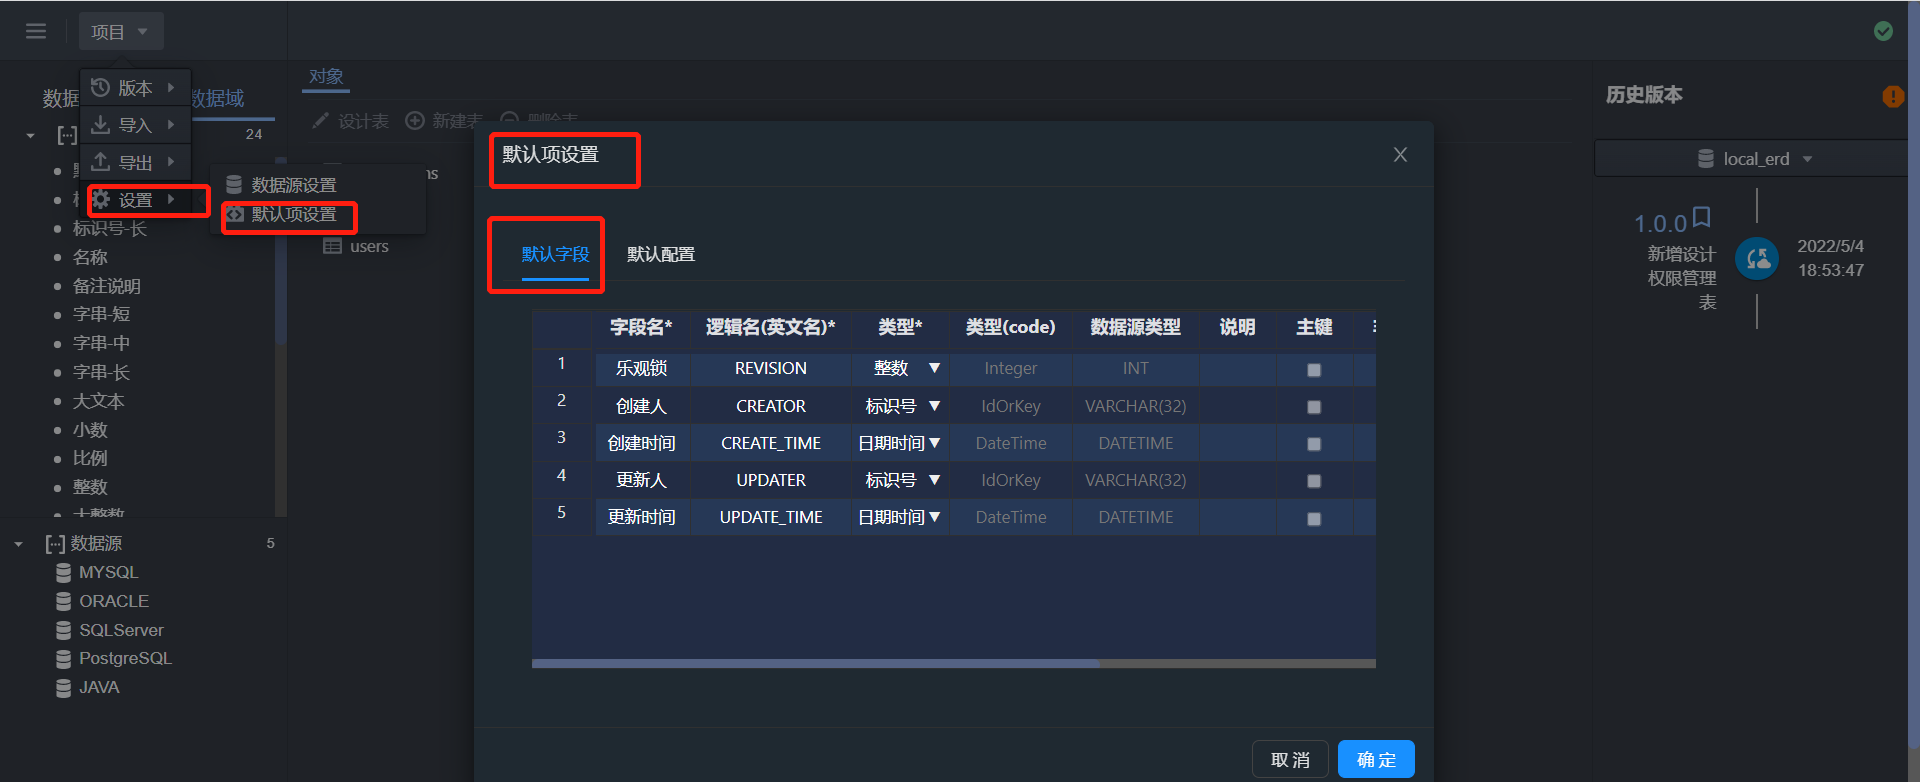 项目
数据
数据域
版本
导入
导出
设置
数据源设置
默认项设置
24
标识号-长
名称
备注说明
字串-短
字串-中
字串-长
大文本
小数
比例
整数
大整数
数据源
5
MYSQL
ORACLE
SQLServer
PostgreSQL
JAVA
对象
设计表
新建表
删除表
ns
users
默认项设置
默认字段
默认配置
字段名* 逻辑名(英文名)* 类型* 类型(code) 数据源类型 说明 主键
1 乐观锁 REVISION 整数 Integer INT
2 创建人 CREATOR 标识号 IdOrKey VARCHAR(32)
3 创建时间 CREATE_TIME 日期时间 DateTime DATETIME
4 更新人 UPDATER 标识号 IdOrKey VARCHAR(32)
5 更新时间 UPDATE_TIME 日期时间 DateTime DATETIME
取 消
确 定
历史版本
local_erd
1.0.0
新增设计
权限管理
表
2022/5/4
18:53:47